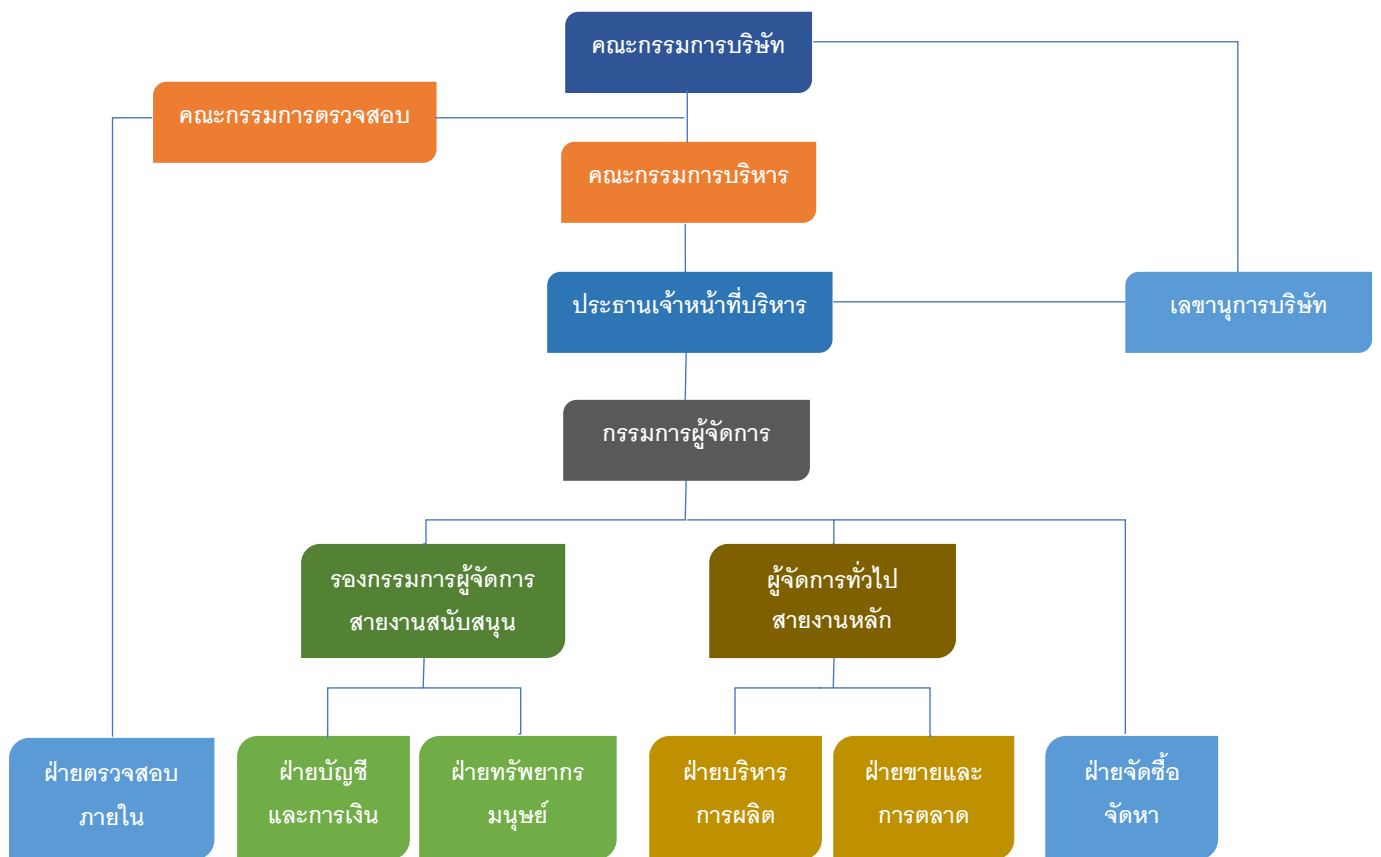 คณะกรรมการบริษัท
คณะกรรมการตรวจสอบ
คณะกรรมการบริหาร
ประธานเจ้าหน้าที่บริหาร
เลขานุการบริษัท
กรรมการผู้จัดการ
รองกรรมการผู้จัดการ
สายงานสนับสนุน
ผู้จัดการทั่วไป
สายงานหลัก
ฝ่ายตรวจสอบ
ภายใน
ฝ่ายบัญชี
และการเงิน
ฝ่ายทรัพยากร
มนุษย์
ฝ่ายบริหาร
การผลิต
ฝ่ายขายและ
การตลาด
ฝ่ายจัดซื้อ
จัดหา